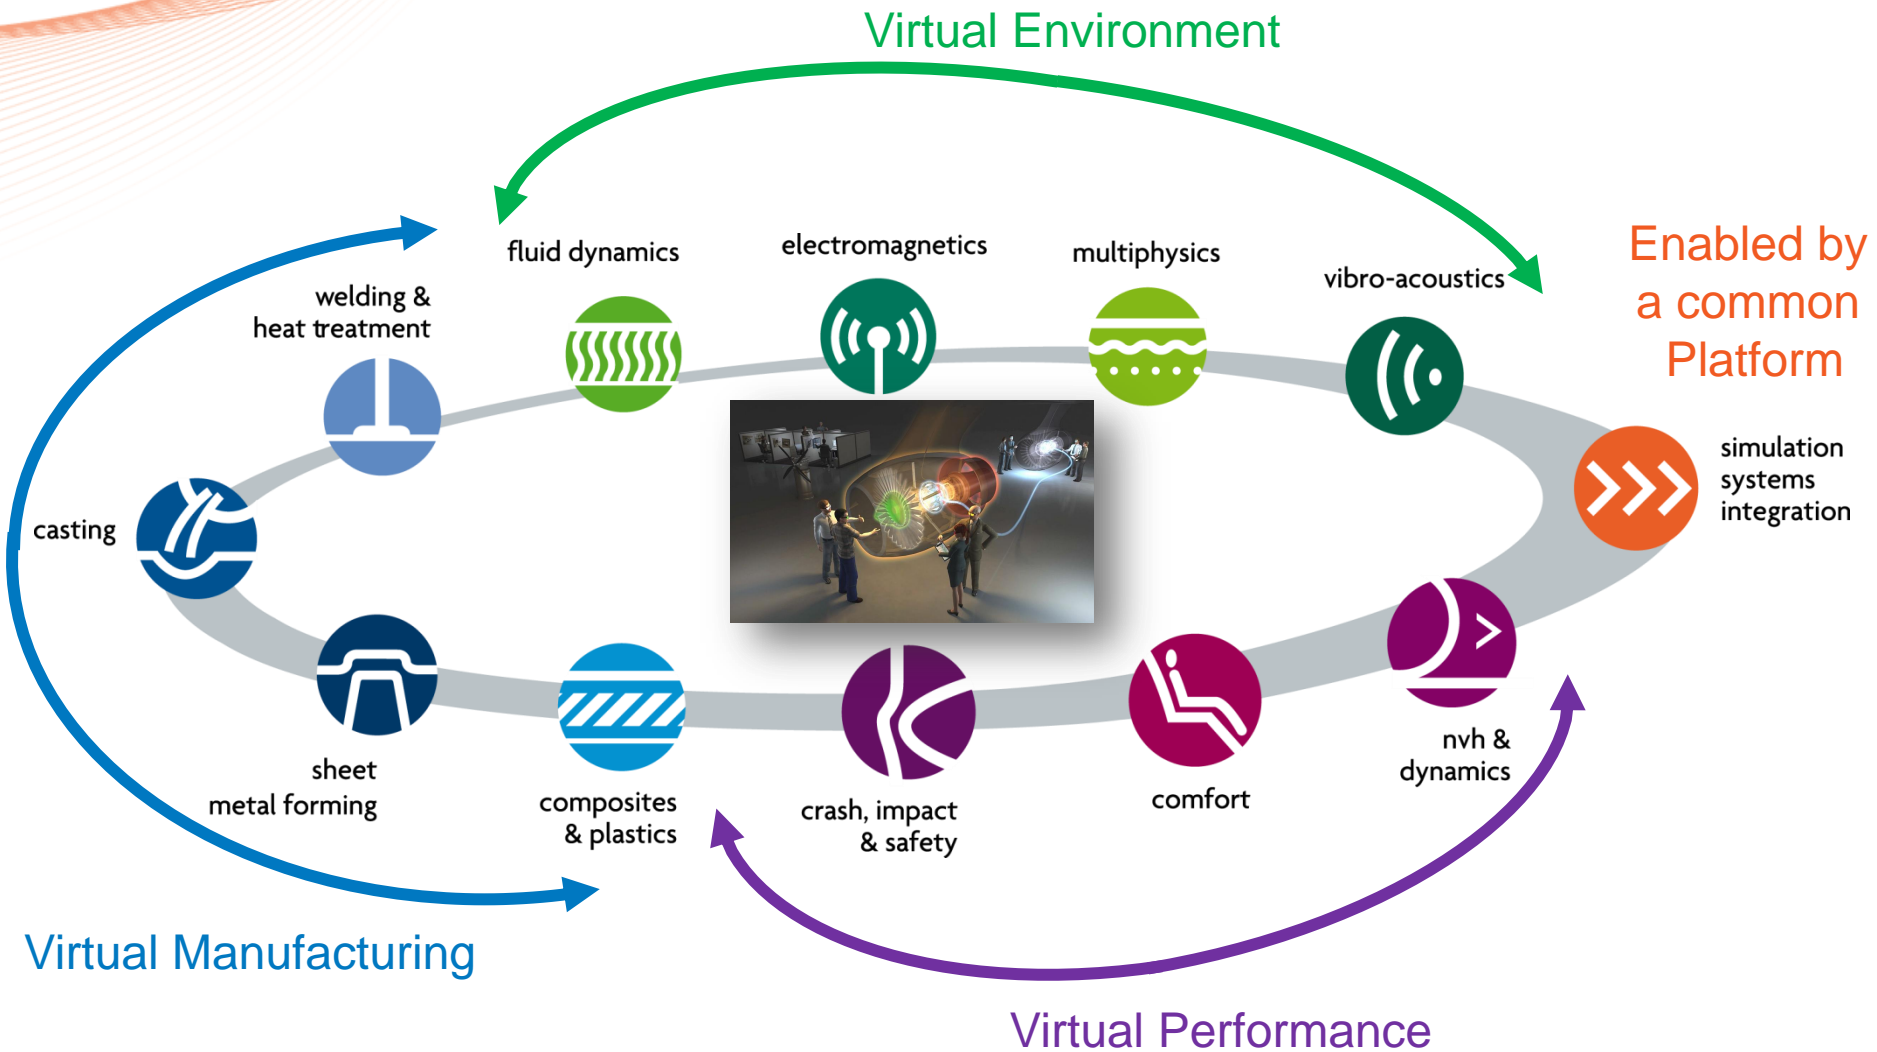 Virtual Environment
fluid dynamics
electromagnetics
multiphysics
vibro-acoustics
Enabled by
a common
Platform
welding &
heat treatment
simulation
systems
integration
casting
sheet
metal forming
composites
& plastics
crash, impact
& safety
comfort
nvh &
dynamics
Virtual Manufacturing
Virtual Performance